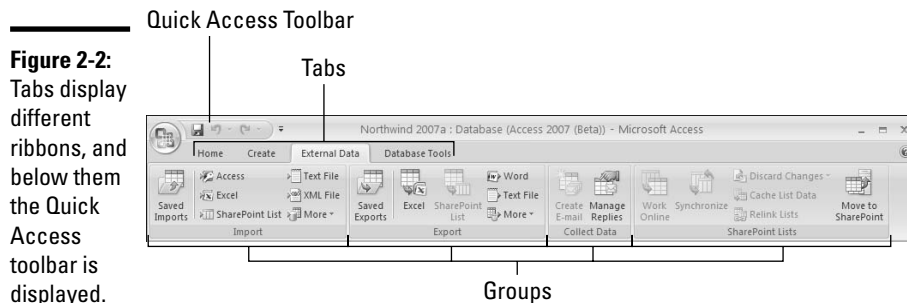 Quick Access Toolbar
Figure 2-2:
Tabs display
different
ribbons, and
below them
the Quick
Access
toolbar is
displayed.
Tabs
Northwind 2007a : Database (Access 2007 (Beta)) - Microsoft Access
Home Create External Data Database Tools
Saved Imports
Access
Excel
SharePoint List
Text File
XML File
More
Import
Saved Exports
Excel
SharePoint List
Word
Text File
More
Export
Create E-mail
Manage Replies
Collect Data
Work Online
Synchronize
Discard Changes
Cache List Data
Relink Lists
Move to SharePoint
SharePoint Lists
Groups